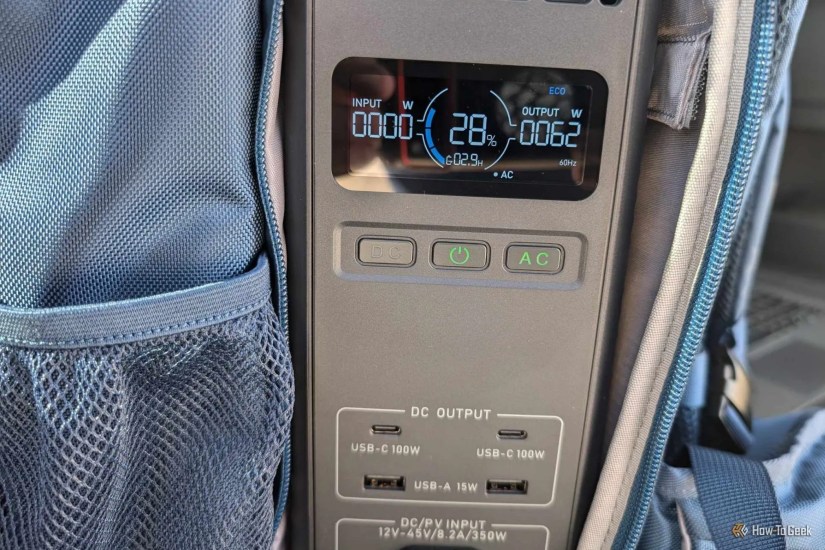 ECO
INPUT W
OUTPUT W
0000
28%
0062
02.9H
60Hz
AC
DC
AC
DC OUTPUT
USB-C 100W
USB-C 100W
USB-A 15W
DC/PV INPUT
12V-45V/8.2A/350W
How-To Geek